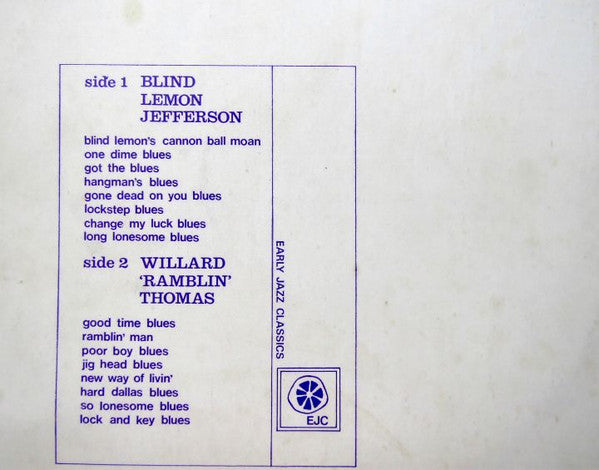 side 1 BLIND
LEMON
JEFFERSON
blind lemon's cannon ball moan
one dime blues
got the blues
hangman's blues
gone dead on you blues
lockstep blues
change my luck blues
long lonesome blues
side 2 WILLARD
'RAMBLIN'
THOMAS
good time blues
ramblin' man
poor boy blues
jig head blues
new way of livin'
hard dallas blues
so lonesome blues
lock and key blues
EARLY JAZZ CLASSICS
EJC